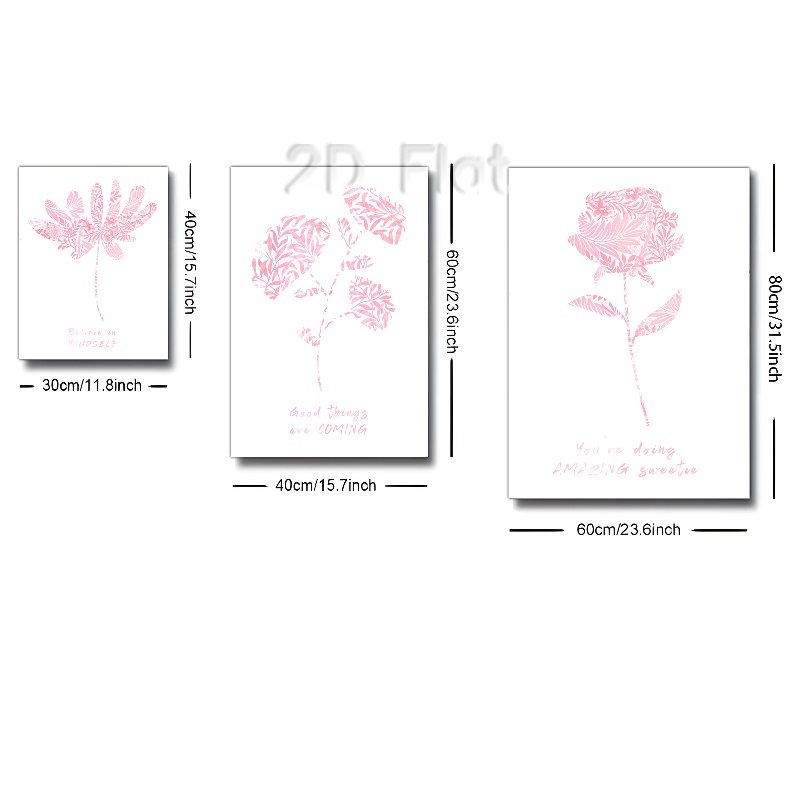 2D Flat
40cm/15.7inch
Believe in
YOURSELF
30cm/11.8inch
60cm/23.6inch
Good things
are COMING
40cm/15.7inch
80cm/31.5inch
You're doing
AMAZING sweetie
60cm/23.6inch